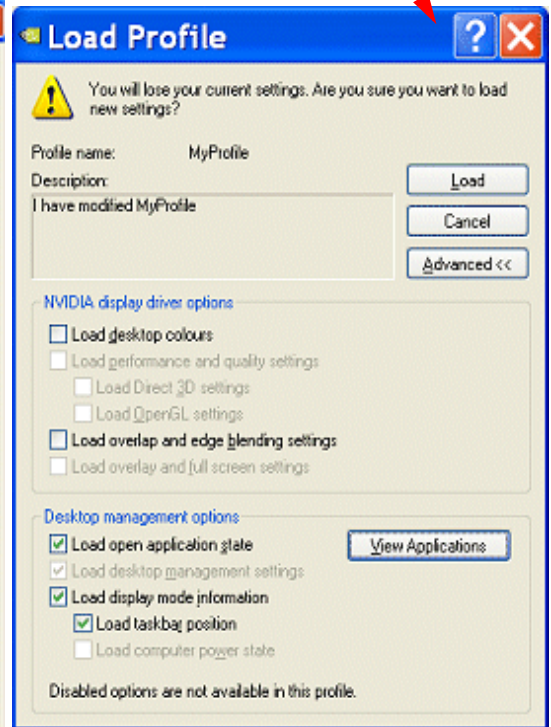 Load Profile
You will lose your current settings. Are you sure you want to load
new settings?
Profile name: MyProfile
Description:
Load
I have modified MyProfile
Cancel
Advanced <<
NVIDIA display driver options
Load desktop colours
Load performance and quality settings
Load Direct 3D settings
Load OpenGL settings
Load overlap and edge blending settings
Load overlay and full screen settings
Desktop management options
Load open application state
View Applications
Load desktop management settings
Load display mode information
Load taskbar position
Load computer power state
Disabled options are not available in this profile.